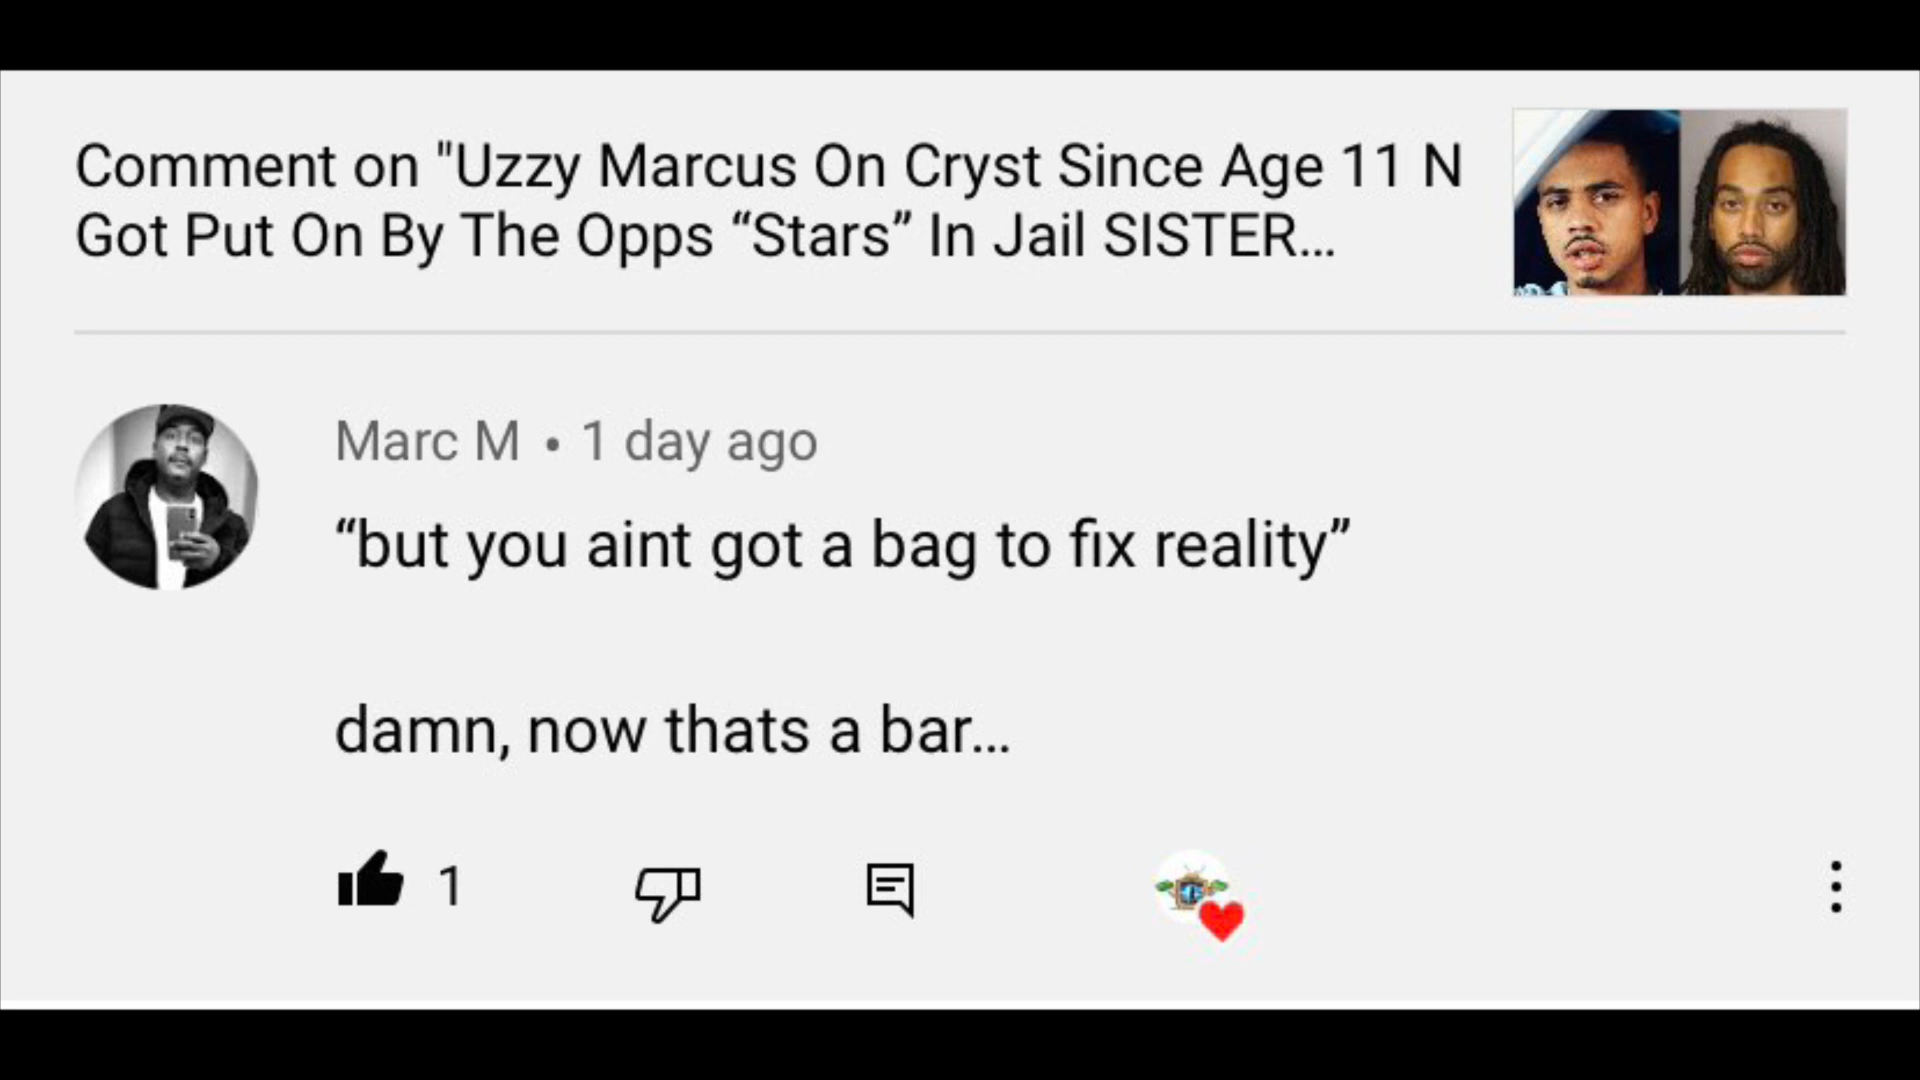 Comment on "Uzzy Marcus On Cryst Since Age 11 N
Got Put On By The Opps “Stars” In Jail SISTER...
Marc M • 1 day ago
“but you aint got a bag to fix reality”
damn, now thats a bar...
1